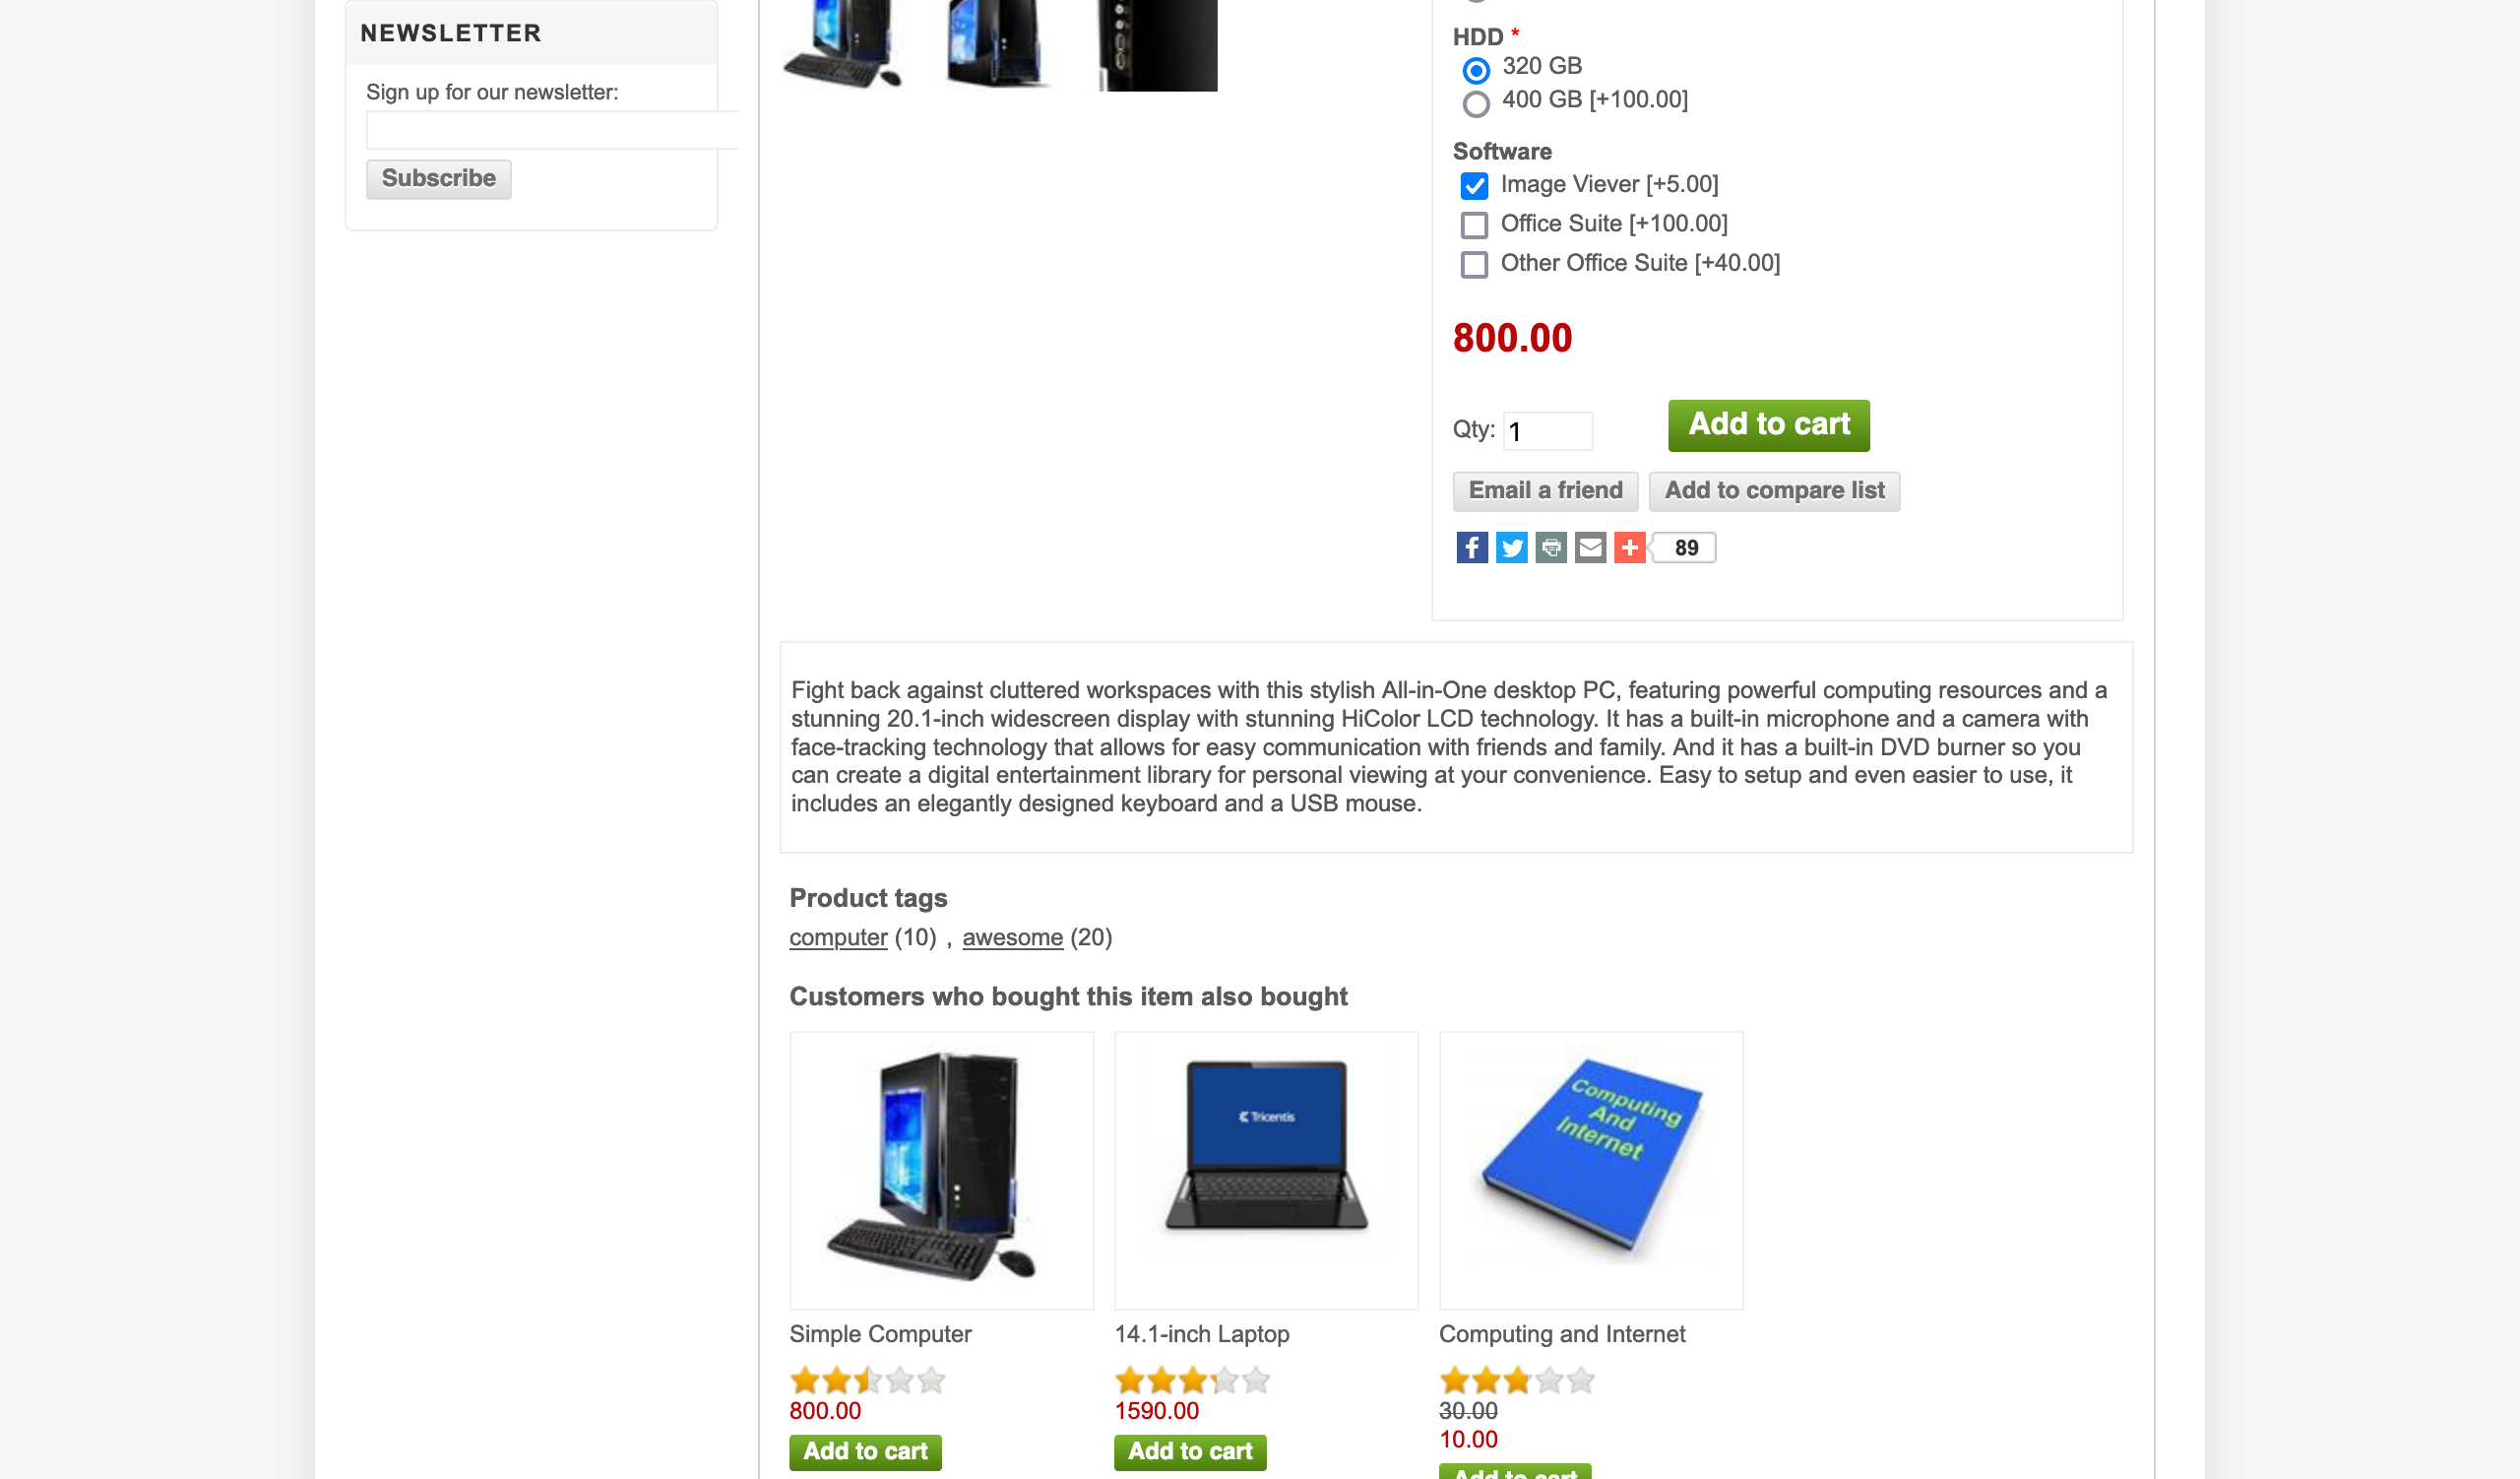 NEWSLETTER
Sign up for our newsletter:
Subscribe
HDD *
320 GB
400 GB [+100.00]
Software
Image Viever [+5.00]
Office Suite [+100.00]
Other Office Suite [+40.00]
800.00
Qty: 1
Add to cart
Email a friend
Add to compare list
89
Fight back against cluttered workspaces with this stylish All-in-One desktop PC, featuring powerful computing resources and a
stunning 20.1-inch widescreen display with stunning HiColor LCD technology. It has a built-in microphone and a camera with
face-tracking technology that allows for easy communication with friends and family. And it has a built-in DVD burner so you
can create a digital entertainment library for personal viewing at your convenience. Easy to setup and even easier to use, it
includes an elegantly designed keyboard and a USB mouse.
Product tags
computer (10) , awesome (20)
Customers who bought this item also bought
Tricentis
Computing
And
Internet
Simple Computer
14.1-inch Laptop
Computing and Internet
800.00
1590.00
30.00
10.00
Add to cart
Add to cart
Add to cart